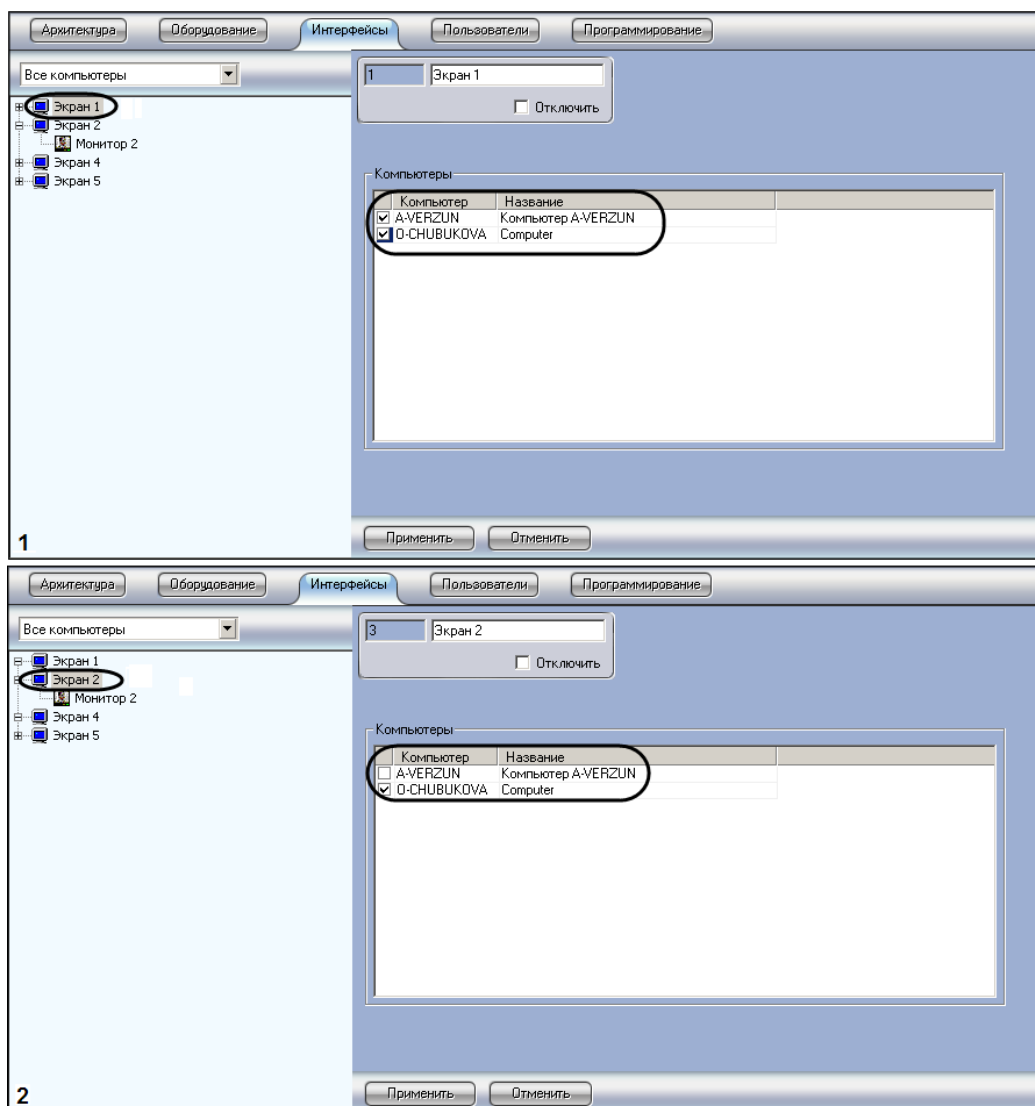 Архитектура Оборудование Интерфейсы Пользователи Программирование
Все компьютеры
1 Экран 1
Отключить
Экран 1
Экран 2
Монитор 2
Экран 4
Экран 5
Компьютеры
Компьютер Название
A-VERZUN Компьютер A-VERZUN
O-CHUBUKOVA Computer
Применить Отменить
1
Архитектура Оборудование Интерфейсы Пользователи Программирование
Все компьютеры
3 Экран 2
Отключить
Экран 1
Экран 2
Монитор 2
Экран 4
Экран 5
Компьютеры
Компьютер Название
A-VERZUN Компьютер A-VERZUN
O-CHUBUKOVA Computer
Применить Отменить
2